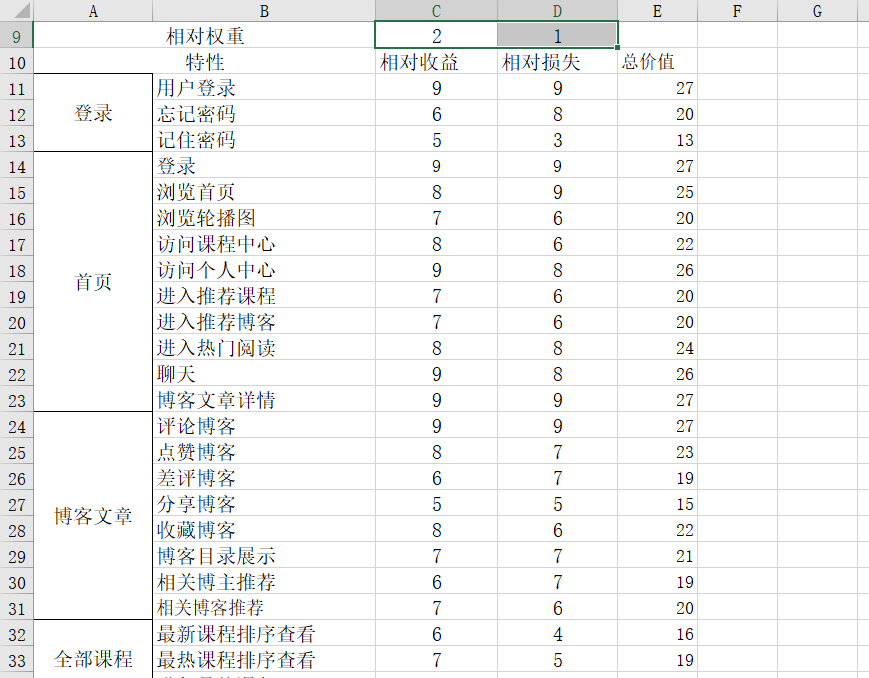 A B C D E F G
9 相对权重 2 1
10 特性 相对收益 相对损失 总价值
11 用户登录 9 9 27
12 登录 忘记密码 6 8 20
13 记住密码 5 3 13
14 登录 9 9 27
15 浏览首页 8 9 25
16 浏览轮播图 7 6 20
17 访问课程中心 8 6 22
18 首页 访问个人中心 9 8 26
19 进入推荐课程 7 6 20
20 进入推荐博客 7 6 20
21 进入热门阅读 8 8 24
22 聊天 9 8 26
23 博客文章详情 9 9 27
24 评论博客 9 9 27
25 点赞博客 8 7 23
26 差评博客 6 7 19
27 博客文章 分享博客 5 5 15
28 收藏博客 8 6 22
29 博客目录展示 7 7 21
30 相关博主推荐 6 7 19
31 相关博客推荐 7 6 20
32 最新课程排序查看 6 4 16
33 全部课程 最热课程排序查看 7 5 19